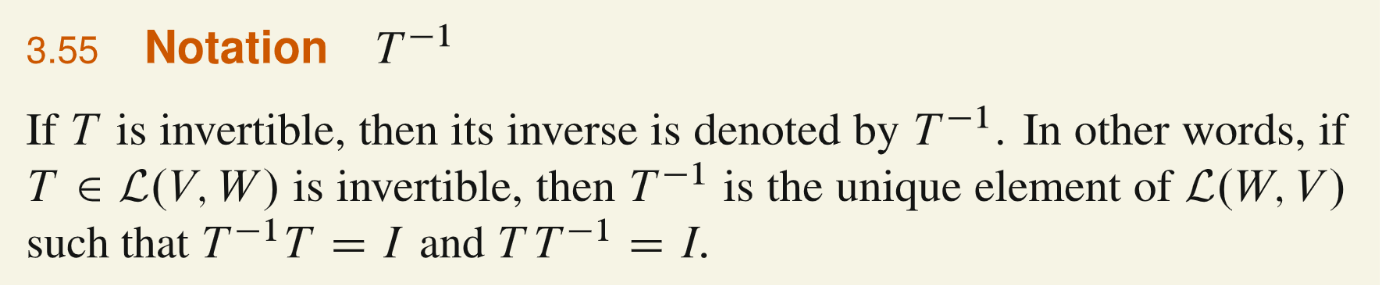 3.55 Notation T⁻¹
If T is invertible, then its inverse is denoted by T⁻¹. In other words, if
T ∈ ℒ(V, W) is invertible, then T⁻¹ is the unique element of ℒ(W, V)
such that T⁻¹T = I and TT⁻¹ = I.